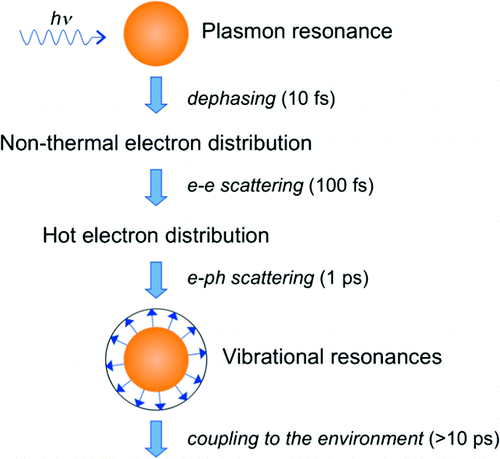 hν
Plasmon resonance
dephasing (10 fs)
Non-thermal electron distribution
e-e scattering (100 fs)
Hot electron distribution
e-ph scattering (1 ps)
Vibrational resonances
coupling to the environment (>10 ps)